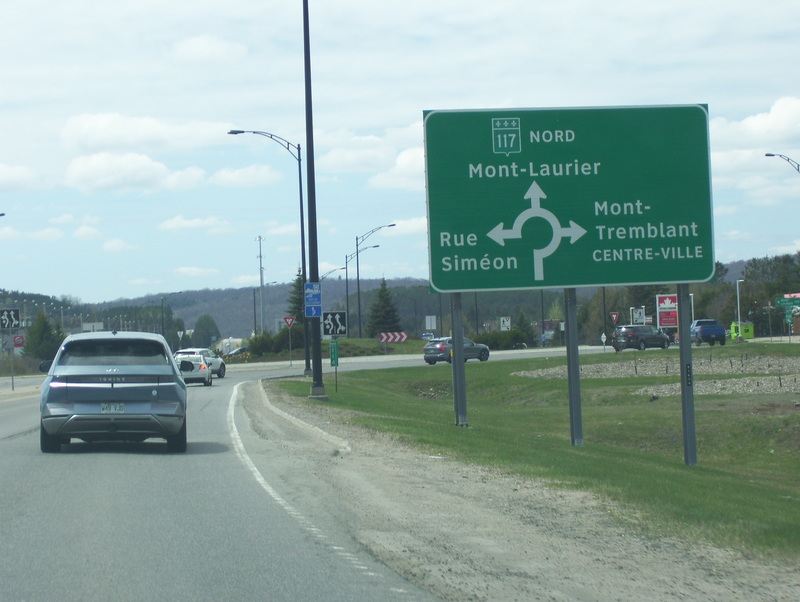 117 NORD
Mont-Laurier
Rue
Siméon
Mont-
Tremblant
CENTRE-VILLE